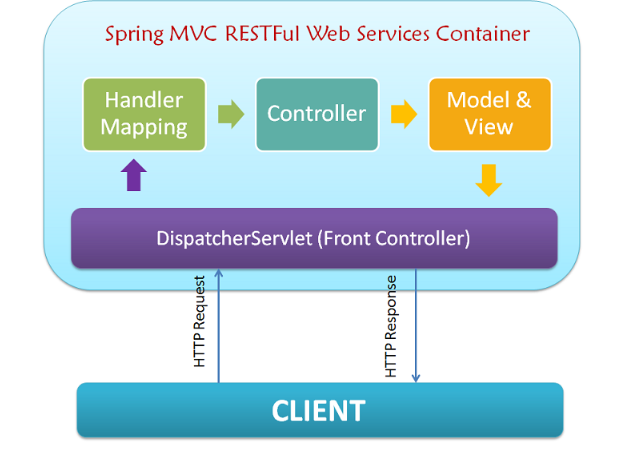 Spring MVC RESTFul Web Services Container
Handler
Mapping
Controller
Model &
View
DispatcherServlet (Front Controller)
HTTP Request
HTTP Response
CLIENT